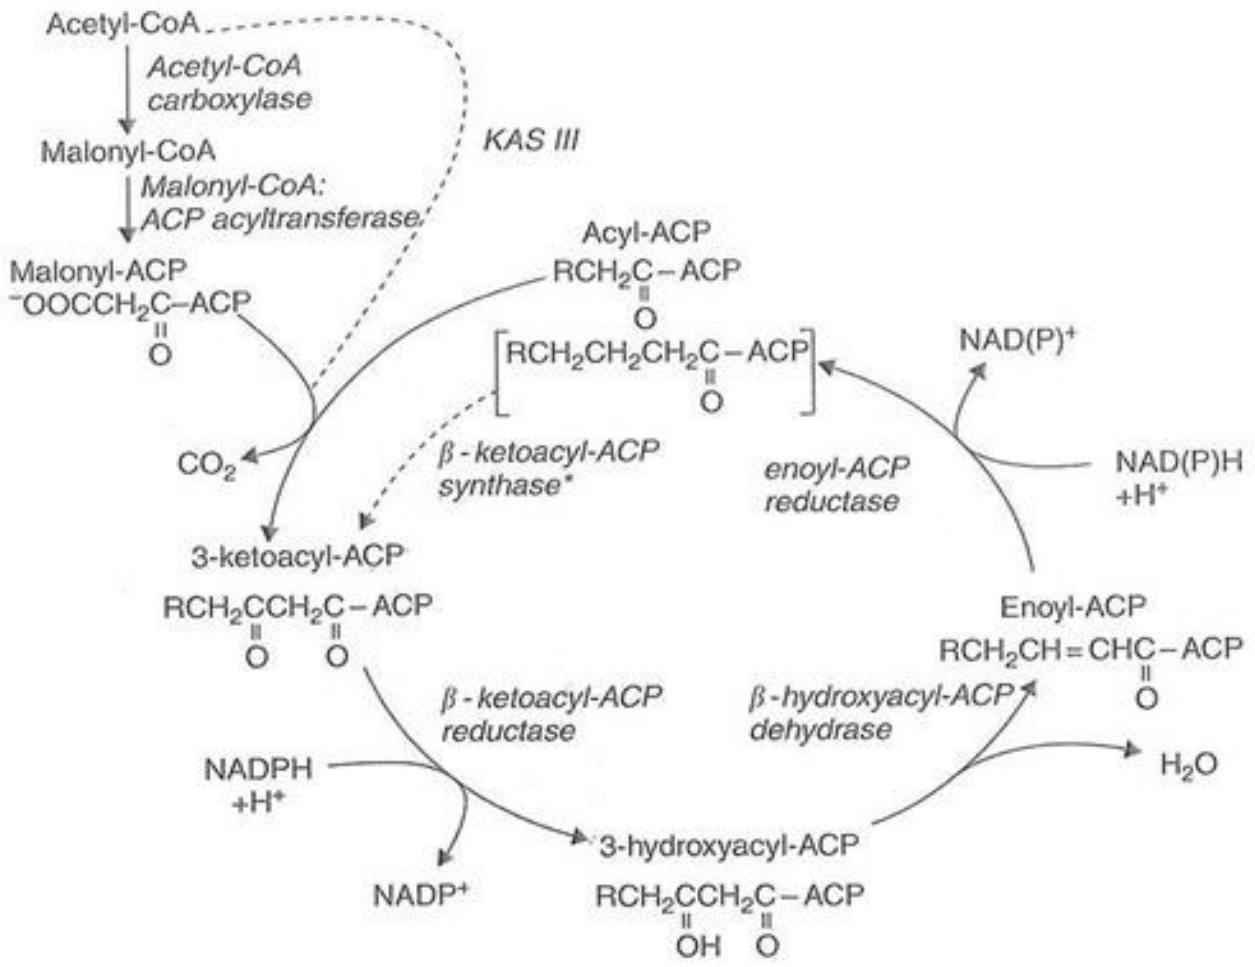 Acetyl-CoA
Acetyl-CoA
carboxylase
Malonyl-CoA
Malonyl-CoA:
ACP acyltransferase
KAS III
Malonyl-ACP
⁻OOCCH₂C–ACP
=
O
Acyl-ACP
RCH₂C–ACP
=
O
[RCH₂CH₂CH₂C–ACP]
=
O
NAD(P)⁺
NAD(P)H
+H⁺
CO₂
β-ketoacyl-ACP
synthase*
enoyl-ACP
reductase
3-ketoacyl-ACP
RCH₂CCH₂C–ACP
= =
O O
Enoyl-ACP
RCH₂CH=CHC–ACP
=
O
β-ketoacyl-ACP
reductase
β-hydroxyacyl-ACP
dehydrase
NADPH
+H⁺
H₂O
NADP⁺
3-hydroxyacyl-ACP
RCH₂CCH₂C–ACP
= =
OH O